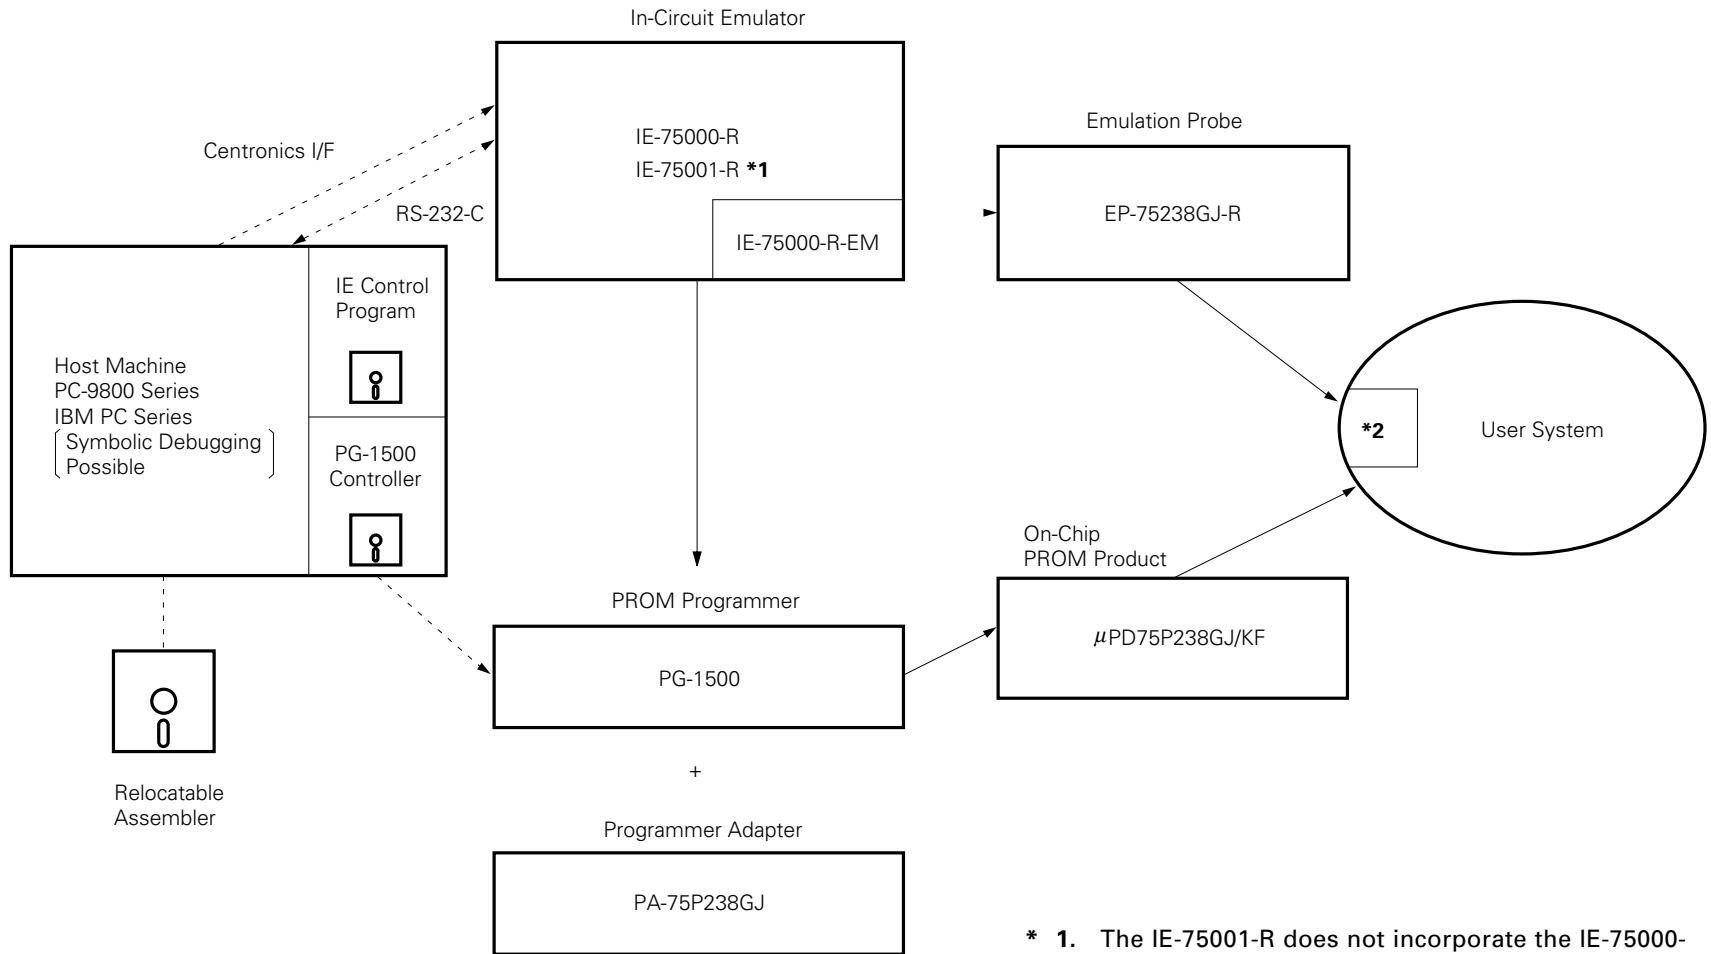 In-Circuit Emulator
IE-75000-R
IE-75001-R *1
IE-75000-R-EM
Centronics I/F
RS-232-C
Emulation Probe
EP-75238GJ-R
Host Machine
PC-9800 Series
IBM PC Series
Symbolic Debugging
Possible
IE Control
Program
PG-1500
Controller
*2
User System
On-Chip
PROM Product
μPD75P238GJ/KF
PROM Programmer
PG-1500
+
Relocatable
Assembler
Programmer Adapter
PA-75P238GJ
* 1. The IE-75001-R does not incorporate the IE-75000-